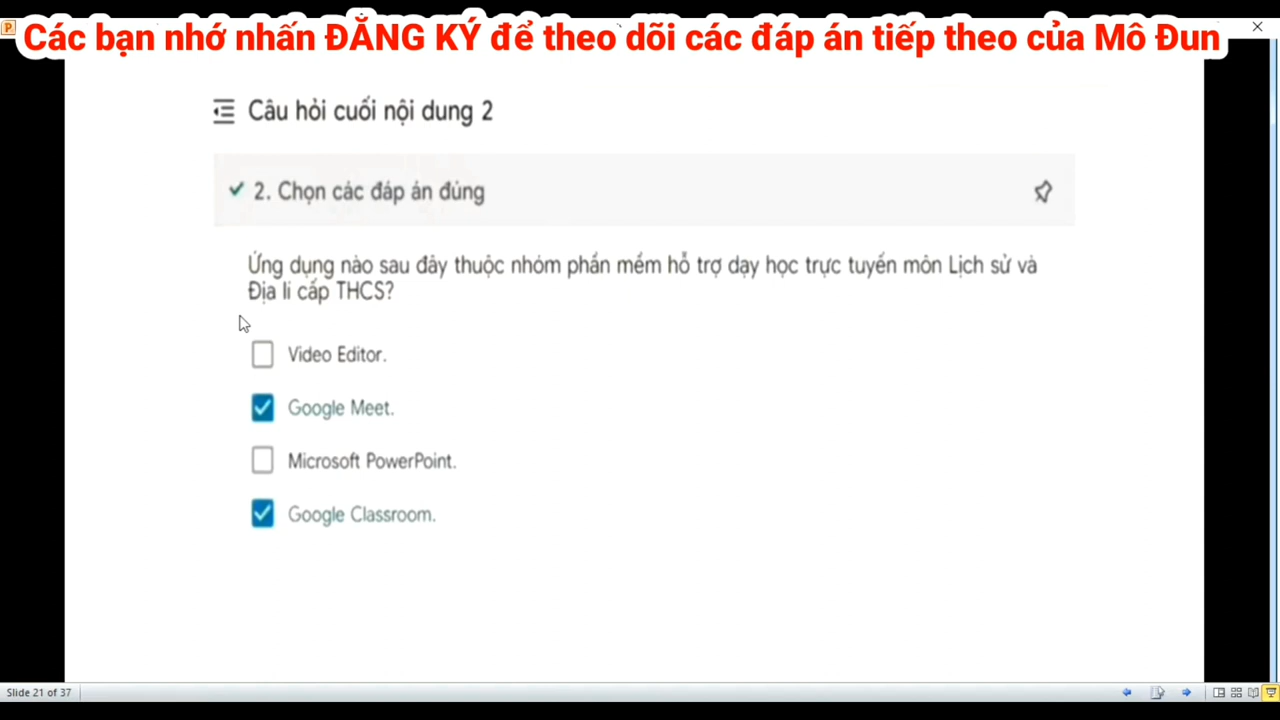 Các bạn nhớ nhấn ĐĂNG KÝ để theo dõi các đáp án tiếp theo của Mô Đun
Câu hỏi cuối nội dung 2
2. Chọn các đáp án đúng
Ứng dụng nào sau đây thuộc nhóm phần mềm hỗ trợ dạy học trực tuyến môn Lịch sử và
Địa lí cấp THCS?
Video Editor.
Google Meet.
Microsoft PowerPoint.
Google Classroom.
Slide 21 of 37